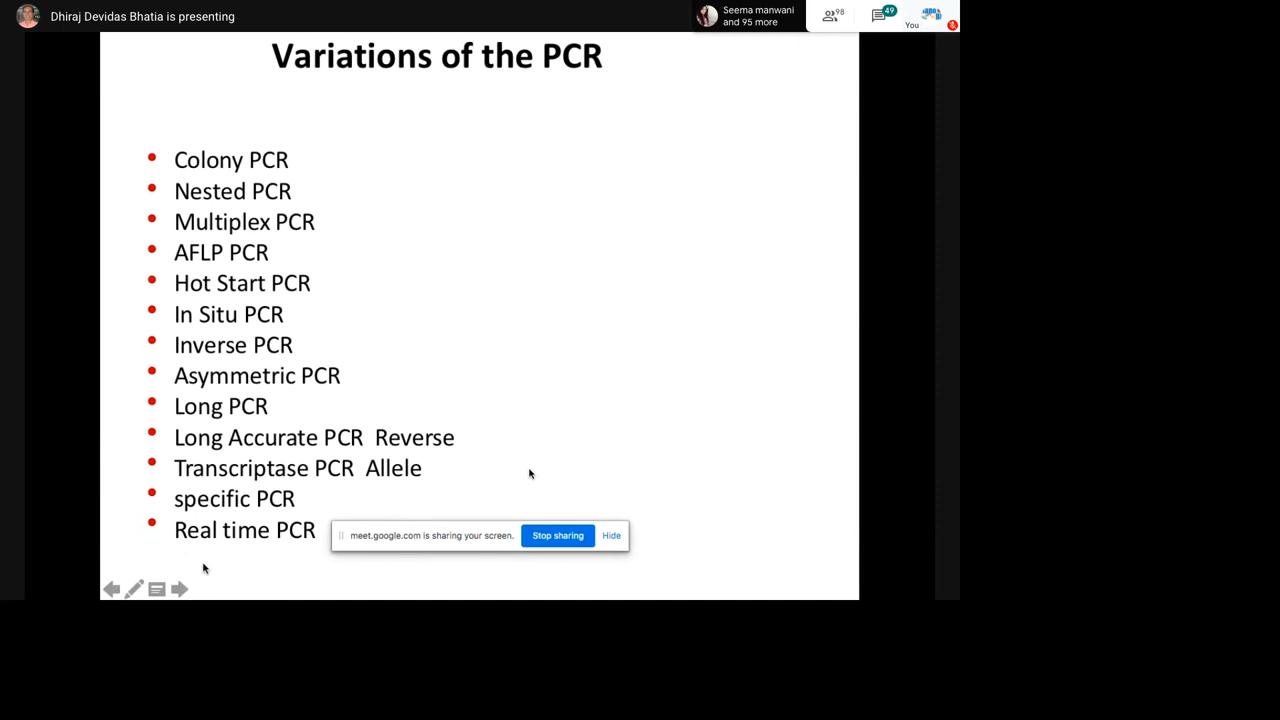 Dhiraj Devidas Bhatia is presenting
Seema manwani
and 95 more
98
49
You
Variations of the PCR
Colony PCR
Nested PCR
Multiplex PCR
AFLP PCR
Hot Start PCR
In Situ PCR
Inverse PCR
Asymmetric PCR
Long PCR
Long Accurate PCR Reverse
Transcriptase PCR Allele
specific PCR
Real time PCR
meet.google.com is sharing your screen. Stop sharing Hide